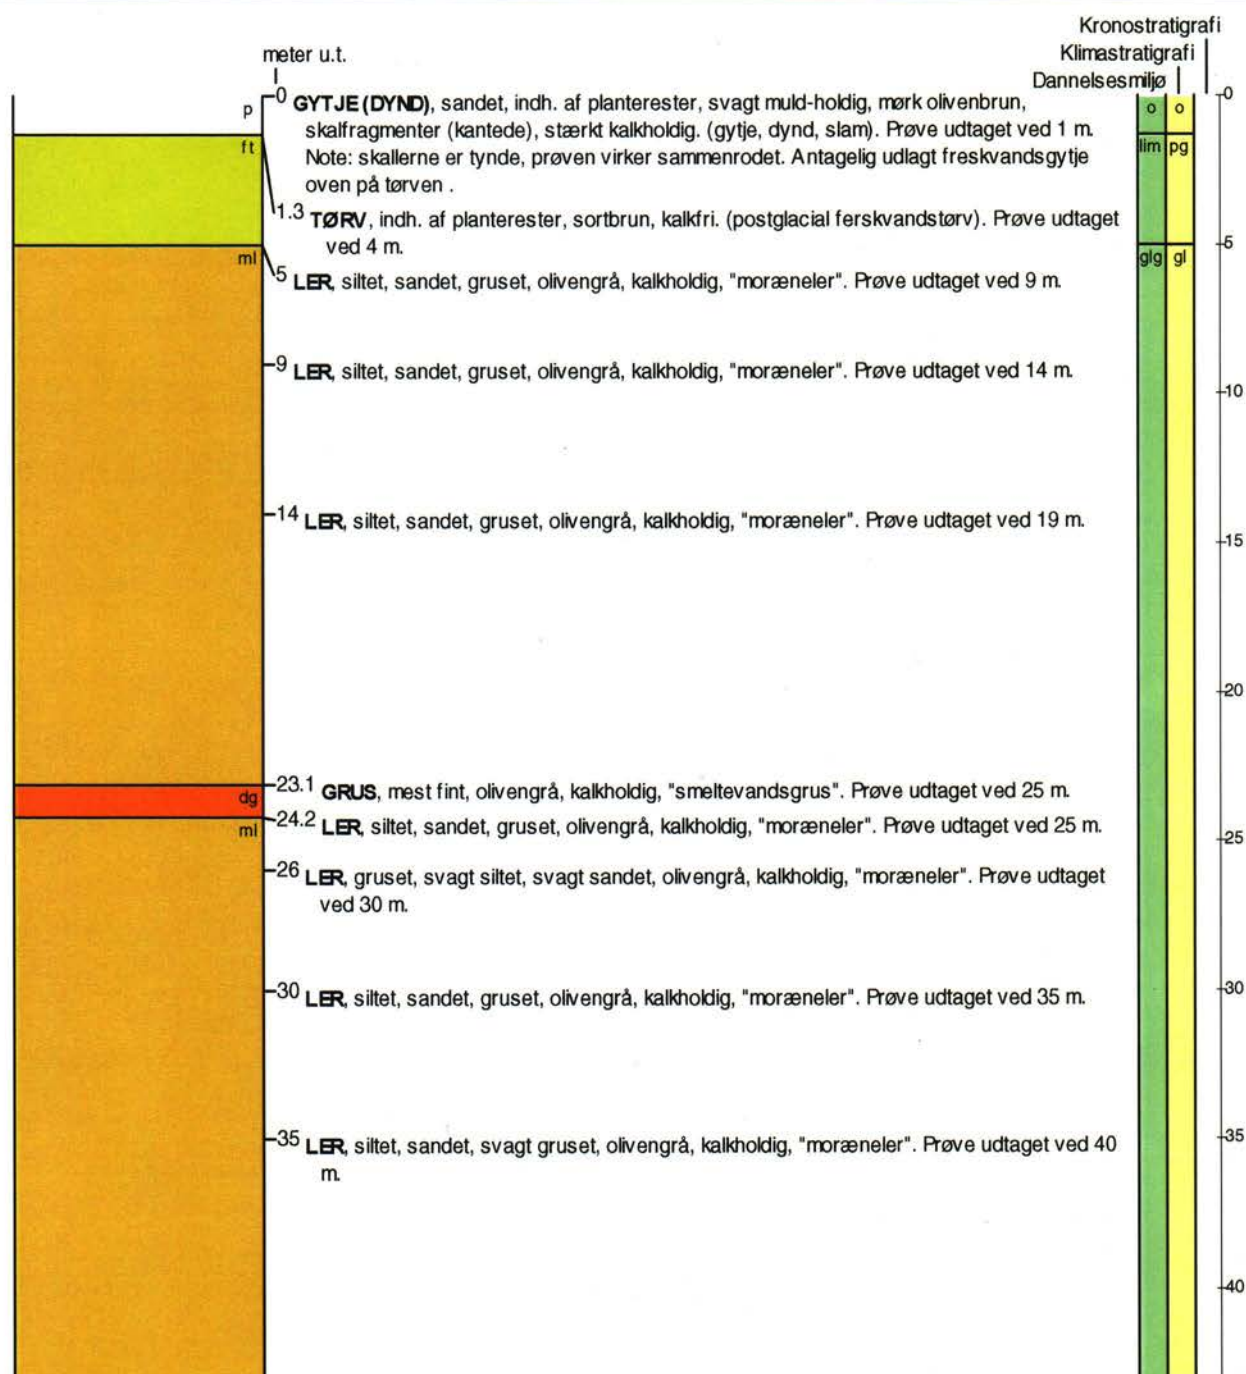 Kronostratigrafi
meter u.t.
Klimastratigrafi
Dannelsesmiljø
p
0 GYTJE (DYND), sandet, indh. af planterester, svagt muld-holdig, mørk olivenbrun,
skalfragmenter (kantede), stærkt kalkholdig. (gytje, dynd, slam). Prøve udtaget ved 1 m.
Note: skallerne er tynde, prøven virker sammenrodet. Antagelig udlagt freskvandsgytje
oven på tørven .
o
o
0
ft
lim
pg
1.3 TØRV, indh. af planterester, sortbrun, kalkfri. (postglacial ferskvandstørv). Prøve udtaget
ved 4 m.
5
ml
5 LER, siltet, sandet, gruset, olivengrå, kalkholdig, "moræneler". Prøve udtaget ved 9 m.
glg
gl
9 LER, siltet, sandet, gruset, olivengrå, kalkholdig, "moræneler". Prøve udtaget ved 14 m.
10
14 LER, siltet, sandet, gruset, olivengrå, kalkholdig, "moræneler". Prøve udtaget ved 19 m.
15
20
23.1 GRUS, mest fint, olivengrå, kalkholdig, "smeltevandsgrus". Prøve udtaget ved 25 m.
dg
24.2 LER, siltet, sandet, gruset, olivengrå, kalkholdig, "moræneler". Prøve udtaget ved 25 m.
ml
25
26 LER, gruset, svagt siltet, svagt sandet, olivengrå, kalkholdig, "moræneler". Prøve udtaget
ved 30 m.
30 LER, siltet, sandet, gruset, olivengrå, kalkholdig, "moræneler". Prøve udtaget ved 35 m.
30
35 LER, siltet, sandet, svagt gruset, olivengrå, kalkholdig, "moræneler". Prøve udtaget ved 40
m.
35
40